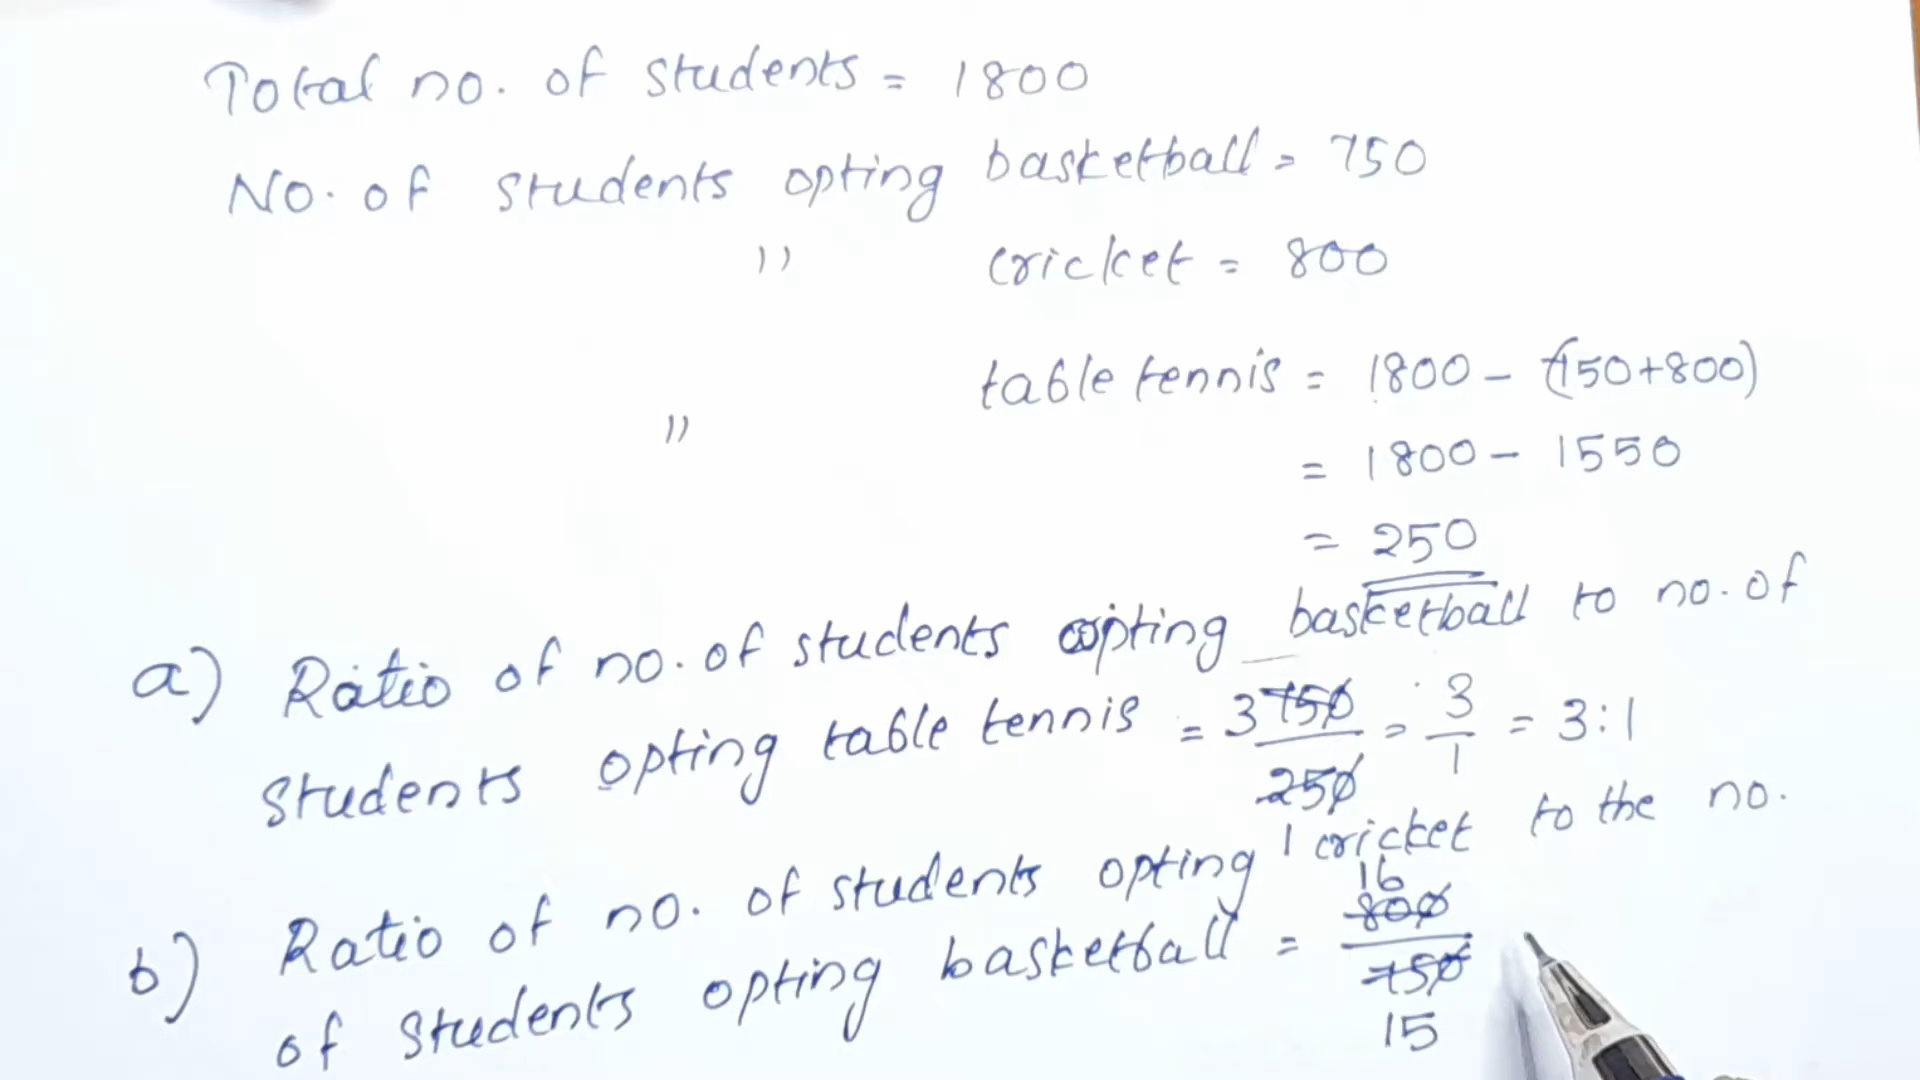 Total no. of students = 1800
No. of students opting basketball = 750
" cricket = 800
" table tennis = 1800 - (750+800)
= 1800 - 1550
= 250
a) Ratio of no. of students opting basketball to no. of
students opting table tennis = 3 750/250 1 = 3/1 = 3:1
b) Ratio of no. of students opting cricket to the no.
of students opting basketball = 16 800/750 15